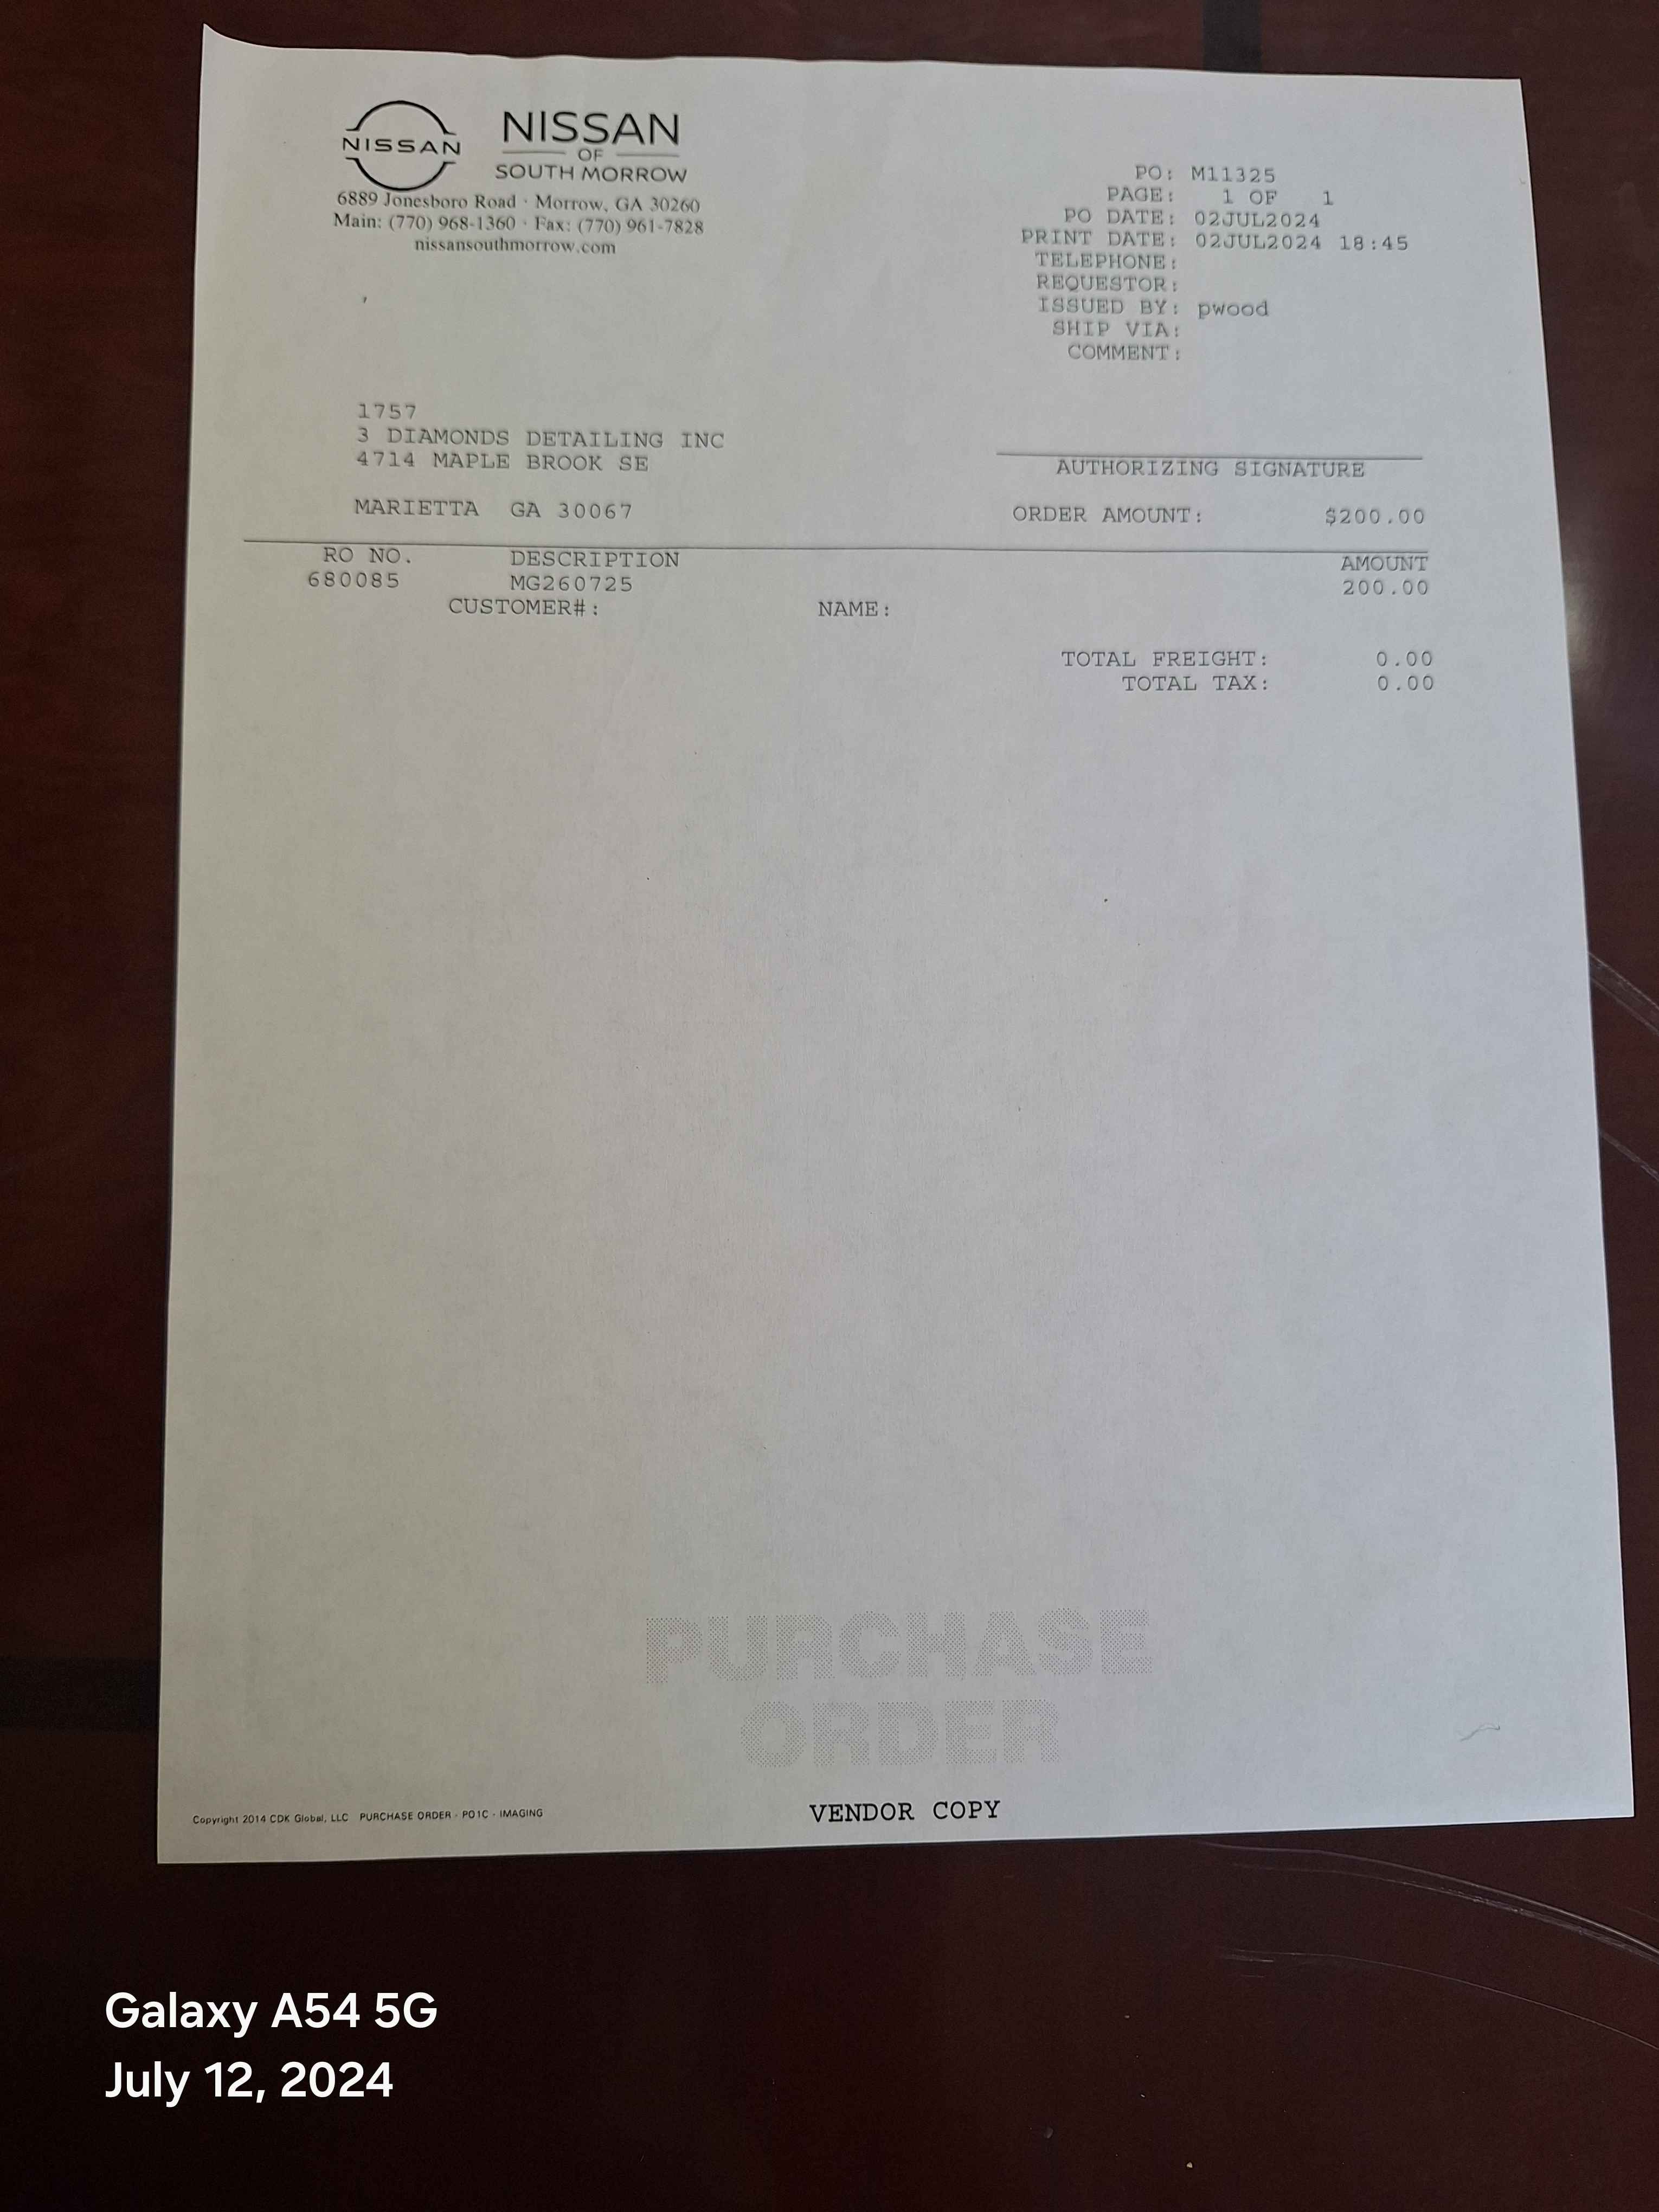 NISSAN
NISSAN
OF
SOUTH MORROW
6889 Jonesboro Road · Morrow, GA 30260
Main: (770) 968-1360 · Fax: (770) 961-7828
nissansouthmorrow.com
PO: M11325
PAGE: 1 OF 1
PO DATE: 02JUL2024
PRINT DATE: 02JUL2024 18:45
TELEPHONE:
REQUESTOR:
ISSUED BY: pwood
SHIP VIA:
COMMENT:
1757
3 DIAMONDS DETAILING INC
4714 MAPLE BROOK SE
MARIETTA GA 30067
AUTHORIZING SIGNATURE
ORDER AMOUNT: $200.00
RO NO. DESCRIPTION AMOUNT
680085 MG260725 200.00
CUSTOMER#: NAME:
TOTAL FREIGHT: 0.00
TOTAL TAX: 0.00
PURCHASE
ORDER
Copyright 2014 CDK Global, LLC PURCHASE ORDER - PO1C - IMAGING
VENDOR COPY
Galaxy A54 5G
July 12, 2024